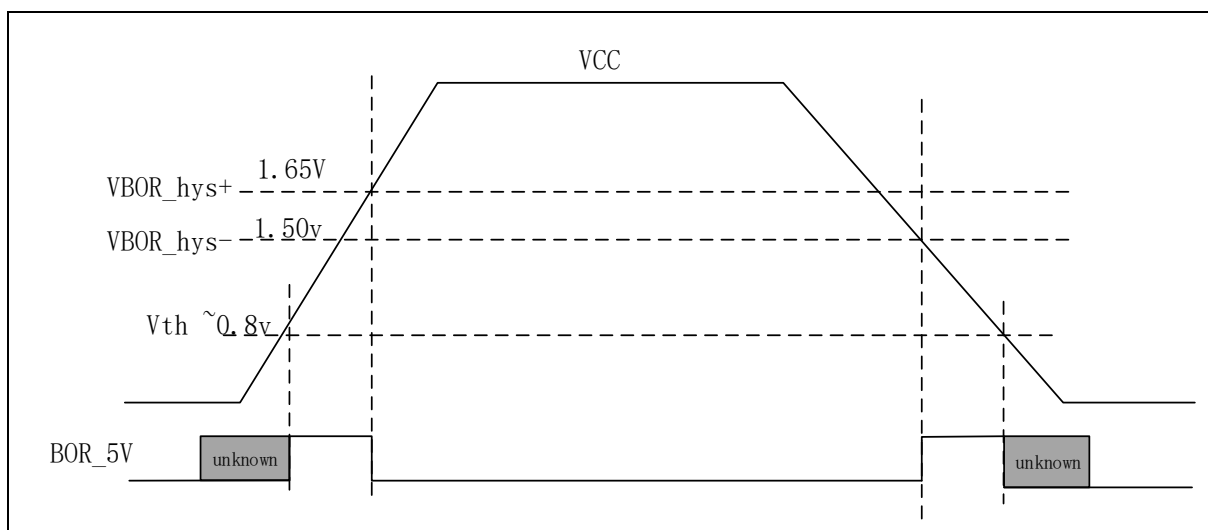 VCC
1.65V
VBOR_hys+
1.50v
VBOR_hys-
Vth ~0.8v
BOR_5V
unknown
unknown